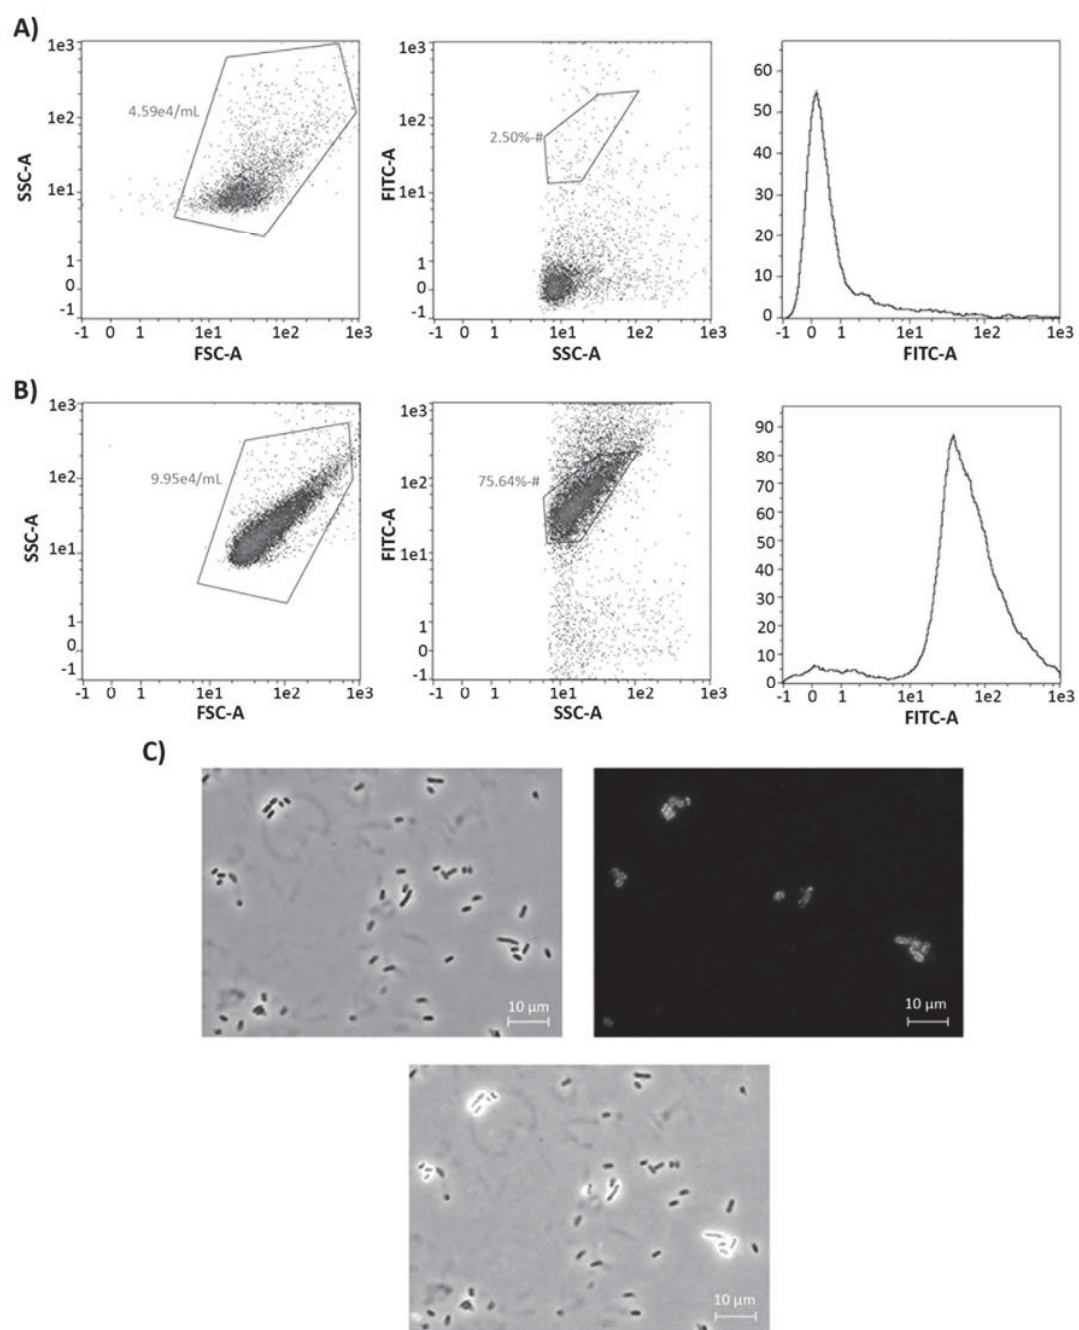 A)
1e3
1e2
1e1
1
0
-1
SSC-A
4.59e4/mL
-1 0 1 1e1 1e2 1e3
FSC-A
1e3
1e2
1e1
1
0
-1
FITC-A
2.50%-#
1e1 1e2 1e3
SSC-A
60
50
40
30
20
10
0
-1 0 1 1e1 1e2 1e3
FITC-A
B)
1e3
1e2
1e1
1
0
-1
SSC-A
9.95e4/mL
-1 0 1 1e1 1e2 1e3
FSC-A
1e3
1e2
1e1
1
0
-1
FITC-A
75.64%-#
-1 0 1 1e1 1e2 1e3
SSC-A
90
80
70
60
50
40
30
20
10
0
-1 0 1 1e1 1e2 1e3
FITC-A
C)
10 µm
10 µm
10 µm